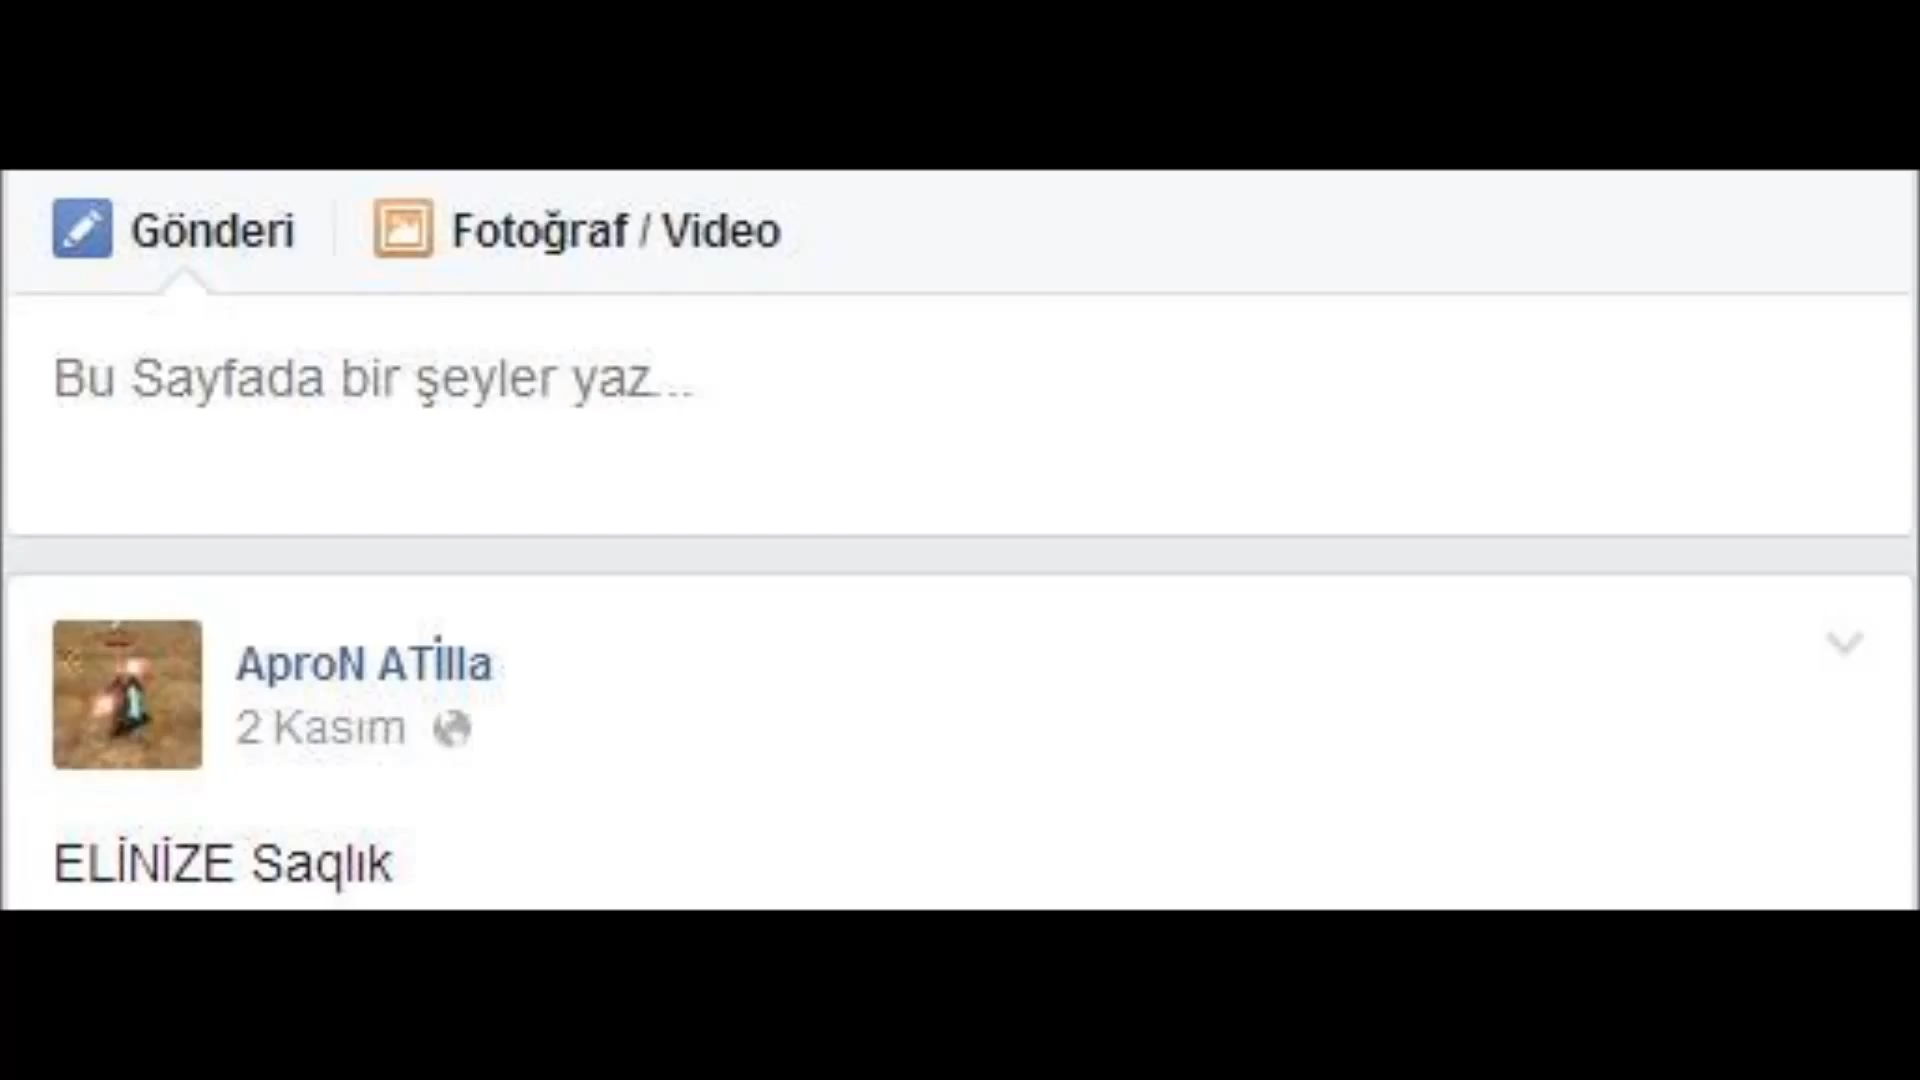 Gönderi
Fotoğraf / Video
Bu Sayfada bir şeyler yaz...
AproN ATİlla
2 Kasım
ELİNİZE Saqlık